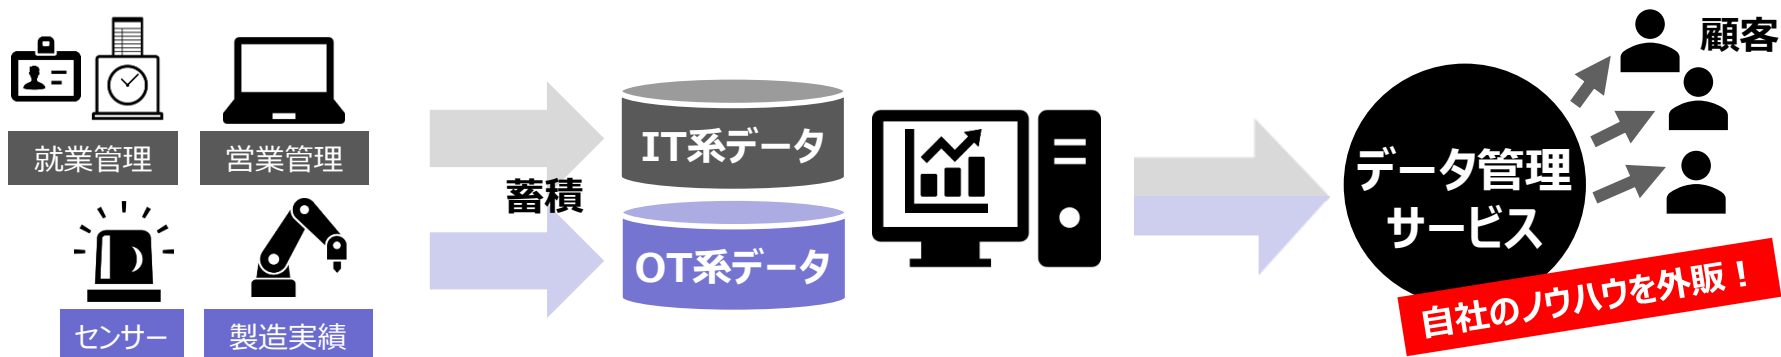 就業管理
営業管理
センサー
製造実績
蓄積
IT系データ
OT系データ
データ管理
サービス
顧客
自社のノウハウを外販！